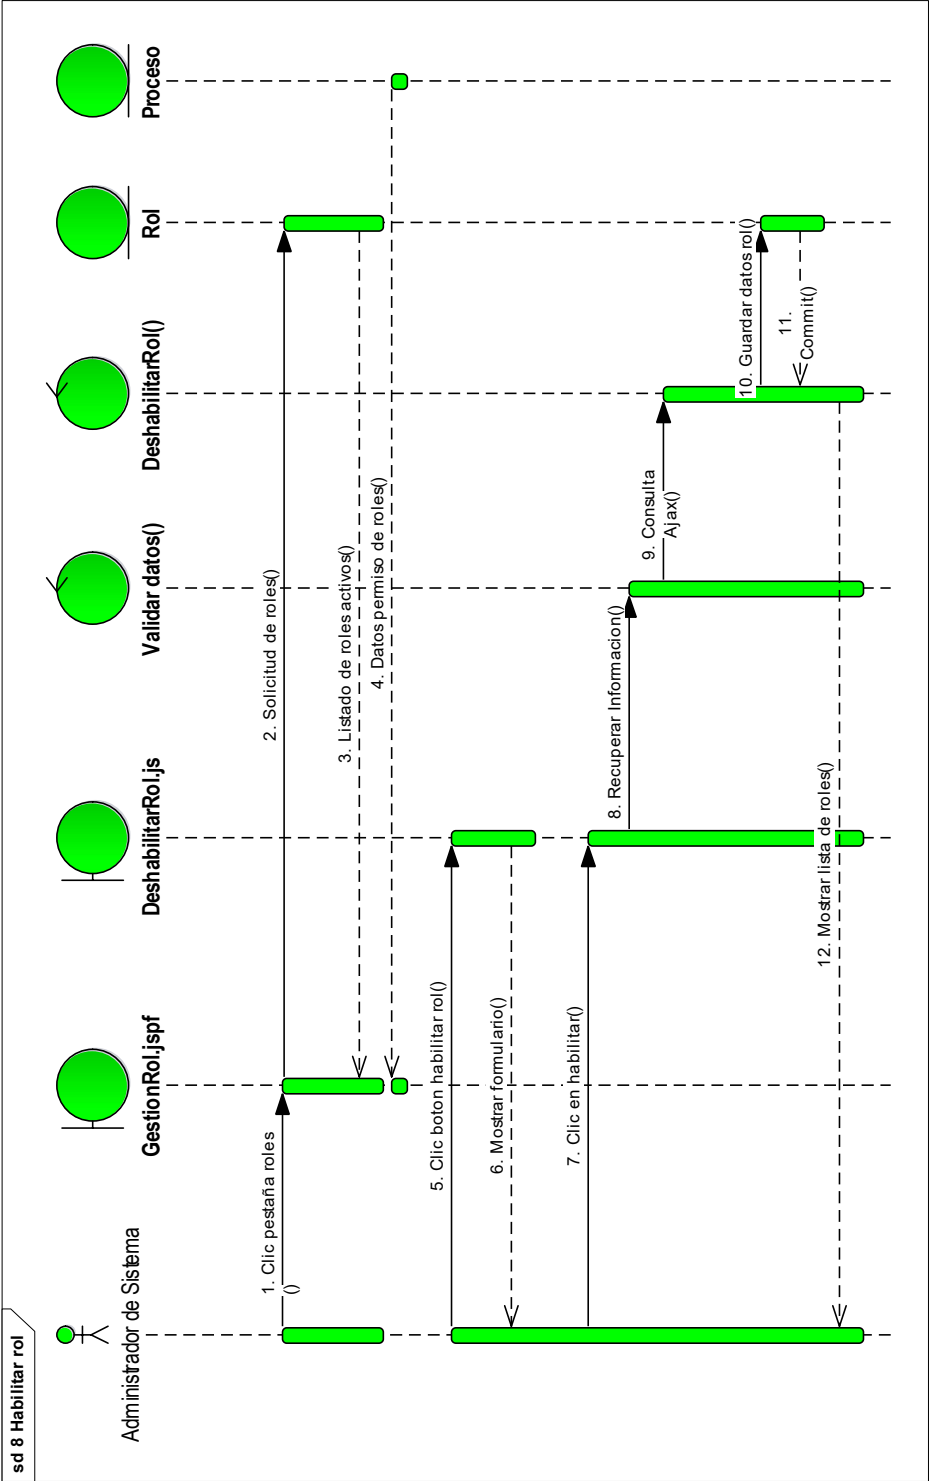 sd 8 Habilitar rol
Administrador de Sistema
GestionRol.jspf
DeshabilitarRol.js
Validar datos()
DeshabilitarRol()
Rol
Proceso
1. Clic pestaña roles
()
2. Solicitud de roles()
3. Listado de roles activos()
4. Datos permiso de roles()
5. Clic boton habilitar rol()
6. Mostrar formulario()
7. Clic en habilitar()
8. Recuperar Informacion()
9. Consulta
Ajax()
10. Guardar datos rol()
11.
Commit()
12. Mostrar lista de roles()